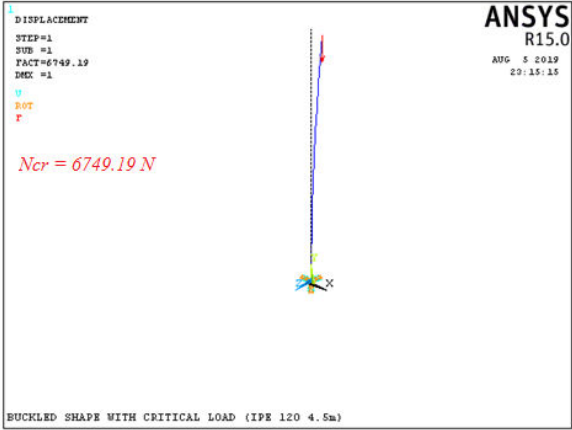 1
DISPLACEMENT
STEP=1
SUB =1
FACT=6749.19
DMX =1
U
ROT
F
ANSYS
R15.0
AUG 5 2019
23:15:15
Ncr = 6749.19 N
Y
Z
X
BUCKLED SHAPE WITH CRITICAL LOAD (IPE 120 4.5m)